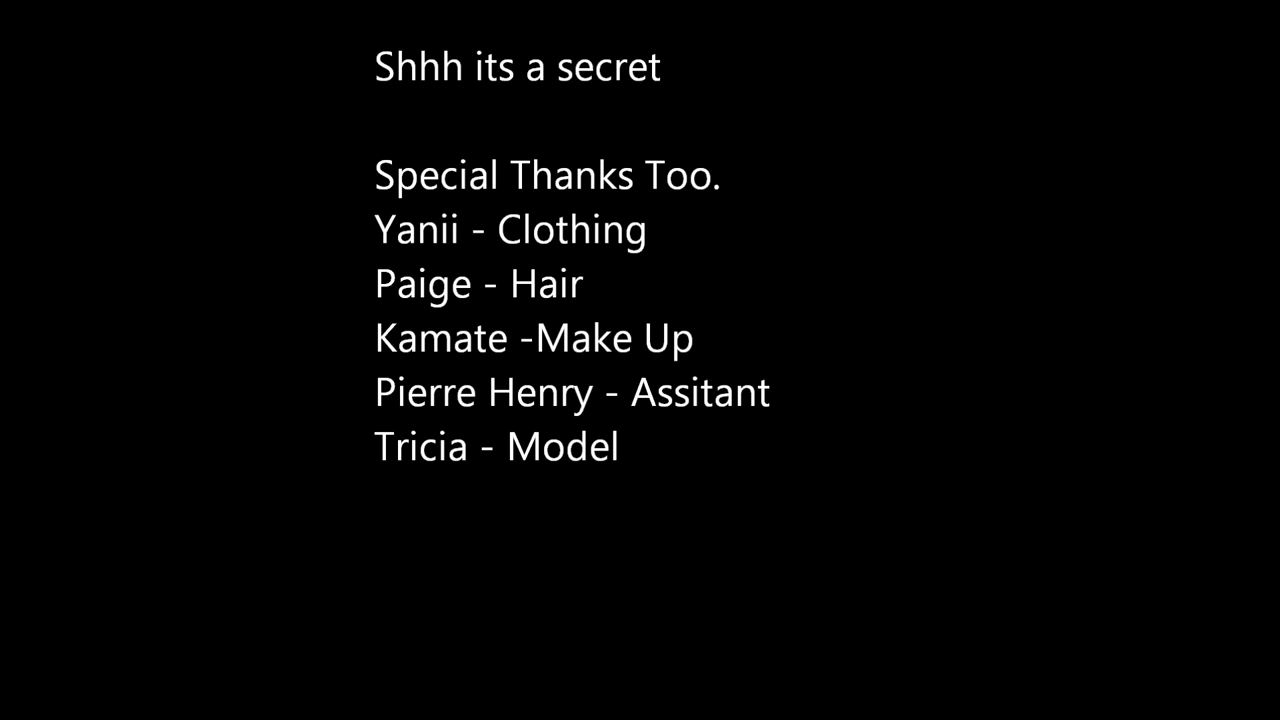 Shhh its a secret
Special Thanks Too.
Yanii - Clothing
Paige - Hair
Kamate -Make Up
Pierre Henry - Assitant
Tricia - Model